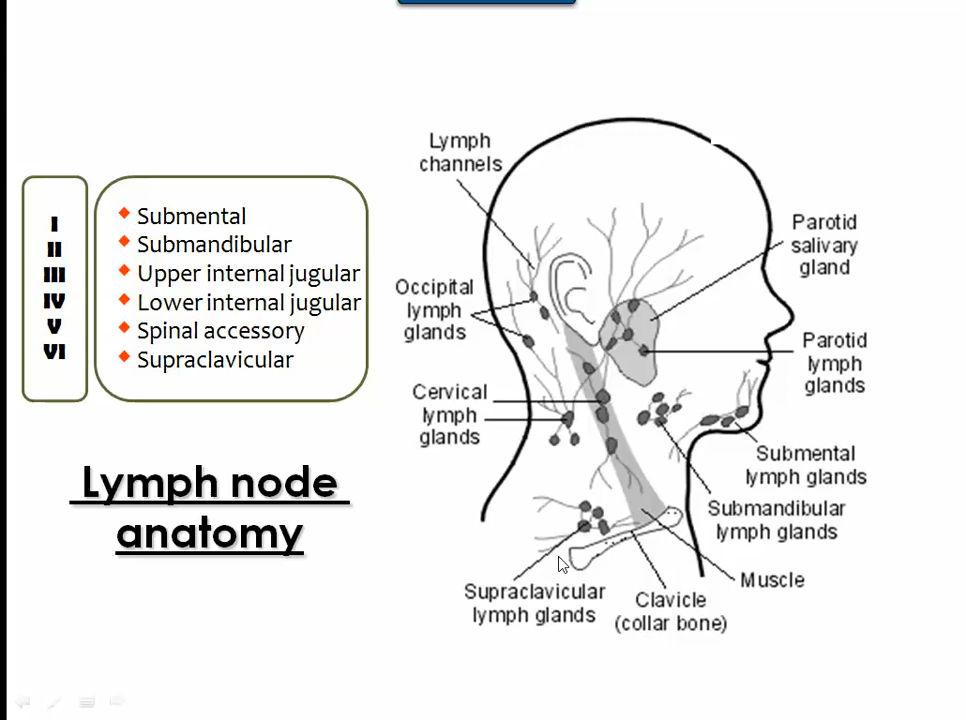 I
II
III
IV
V
VI
Submental
Submandibular
Upper internal jugular
Lower internal jugular
Spinal accessory
Supraclavicular
Lymph node
anatomy
Lymph
channels
Occipital
lymph
glands
Cervical
lymph
glands
Supraclavicular
lymph glands
Clavicle
(collar bone)
Muscle
Submandibular
lymph glands
Submental
lymph glands
Parotid
lymph
glands
Parotid
salivary
gland